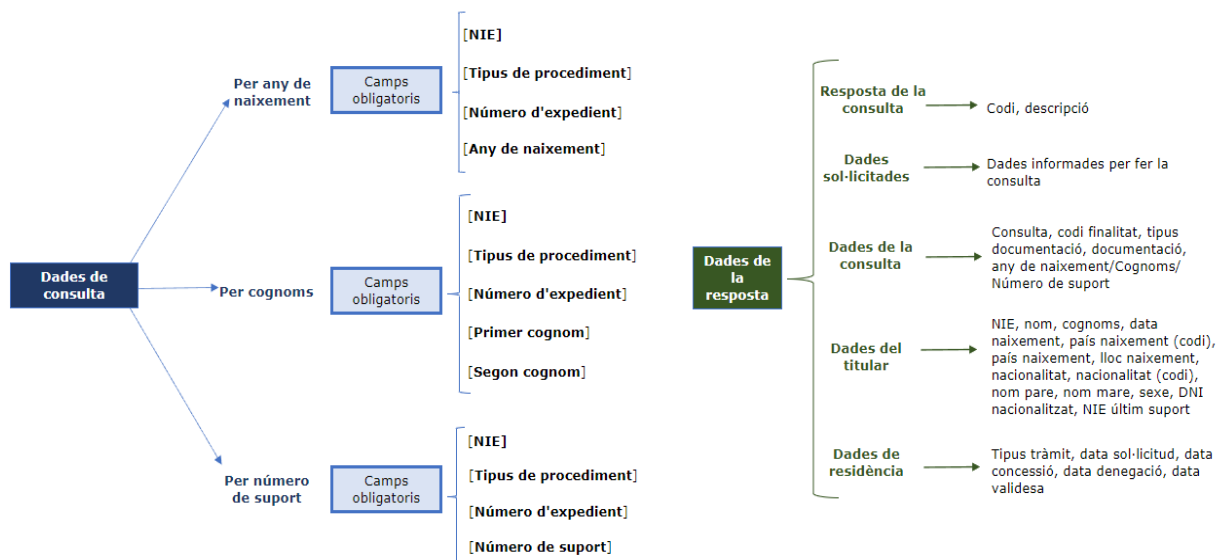 Dades de
consulta
Per any de
naixement
Camps
obligatoris
[NIE]
[Tipus de procediment]
[Número d'expedient]
[Any de naixement]
Per cognoms
Camps
obligatoris
[NIE]
[Tipus de procediment]
[Número d'expedient]
[Primer cognom]
[Segon cognom]
Per número
de suport
Camps
obligatoris
[NIE]
[Tipus de procediment]
[Número d'expedient]
[Número de suport]
Dades de
la
resposta
Resposta de la
consulta
Codi, descripció
Dades
sol·licitades
Dades informades per fer la
consulta
Dades de la
consulta
Consulta, codi finalitat, tipus
documentació, documentació,
any de naixement/Cognoms/
Número de suport
Dades del
titular
NIE, nom, cognoms, data
naixement, país naixement (codi),
país naixement, lloc naixement,
nacionalitat, nacionalitat (codi),
nom pare, nom mare, sexe, DNI
nacionalitzat, NIE últim suport
Dades de
residència
Tipus tràmit, data sol·licitud, data
concessió, data denegació, data
validesa